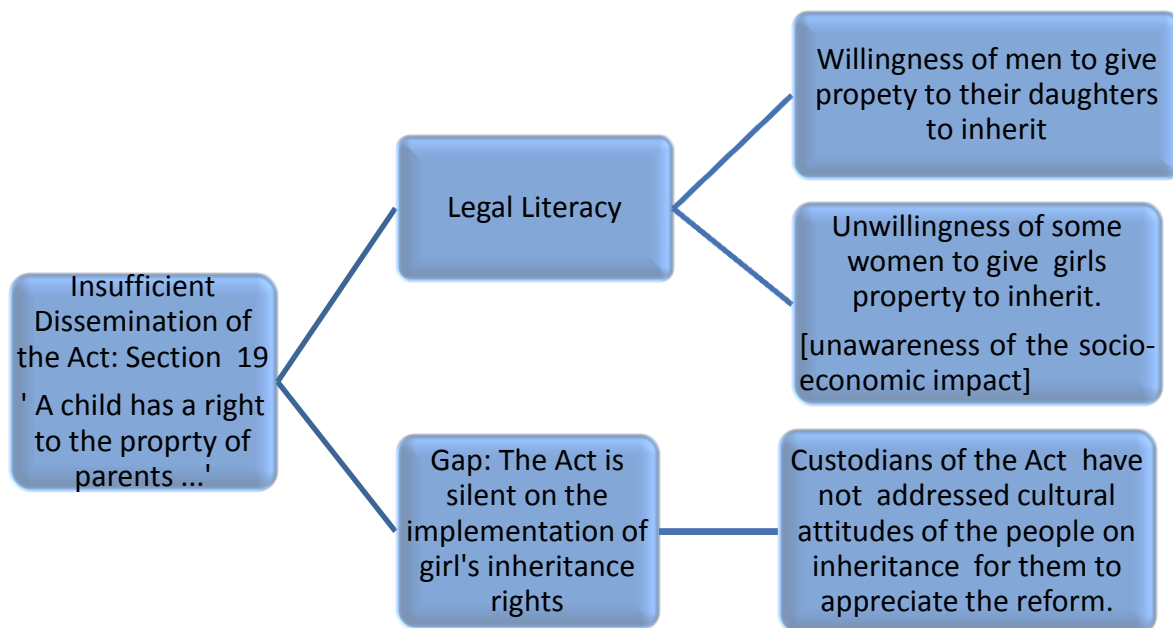 Insufficient
Dissemination of
the Act: Section 19
' A child has a right
to the proprty of
parents ...'
Legal Literacy
Gap: The Act is
silent on the
implementation of
girl's inheritance
rights
Willingness of men to give
propety to their daughters
to inherit
Unwillingness of some
women to give girls
property to inherit.
[unawareness of the socio-
economic impact]
Custodians of the Act have
not addressed cultural
attitudes of the people on
inheritance for them to
appreciate the reform.